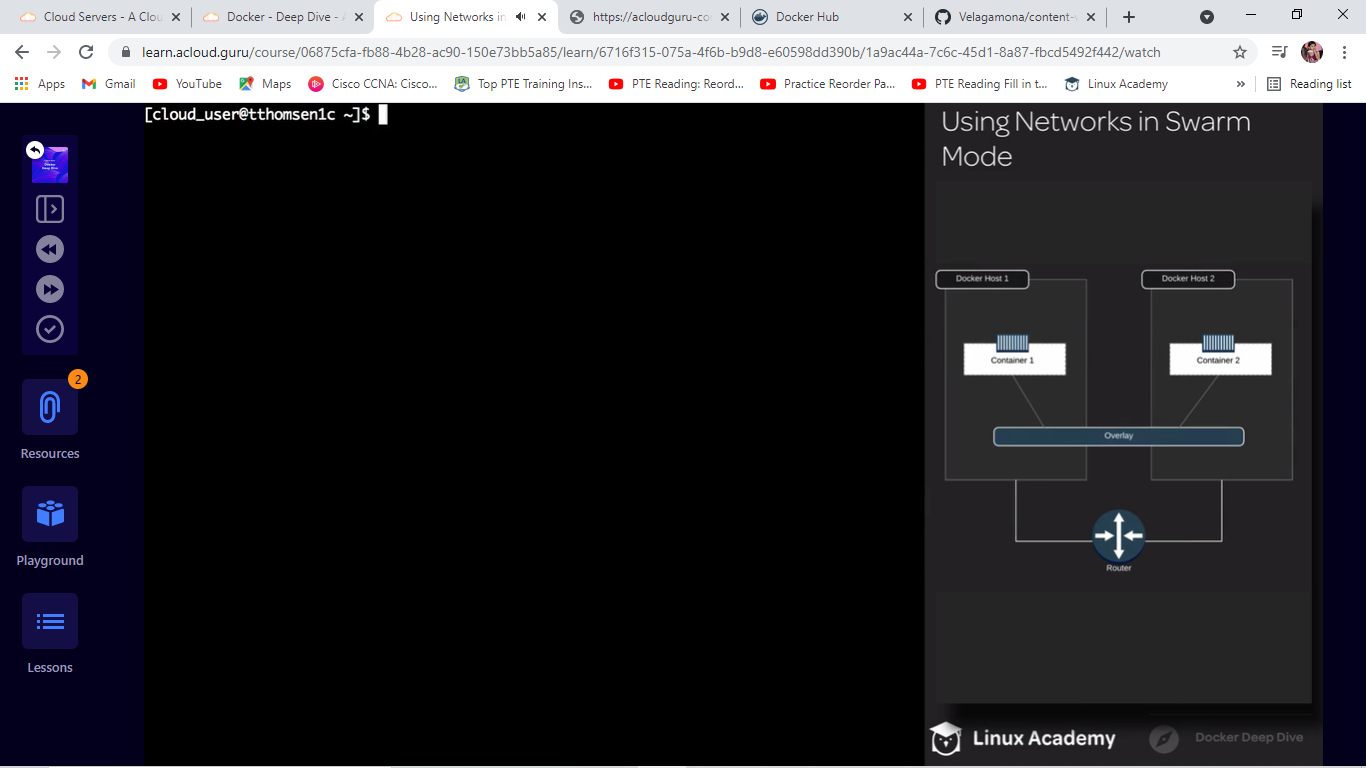 Cloud Servers - A Clou
Docker - Deep Dive - A
Using Networks in
https://acloudguru-co
Docker Hub
Velagamona/content-
learn.acloud.guru/course/06875cfa-fb88-4b28-ac90-150e73bb5a85/learn/6716f315-075a-4f6b-b9d8-e60598dd390b/1a9ac44a-7c6c-45d1-8a87-fbcd5492f442/watch
Apps
Gmail
YouTube
Maps
Cisco CCNA: Cisco...
Top PTE Training Ins...
PTE Reading: Reord...
Practice Reorder Pa...
PTE Reading Fill in t...
Linux Academy
»
Reading list
[cloud_user@tthomsen1c ~]$
Docker
Deep Dive
2
Resources
Playground
Lessons
Using Networks in Swarm
Mode
Docker Host 1
Docker Host 2
Container 1
Container 2
Overlay
Router
Linux Academy
Docker Deep Dive